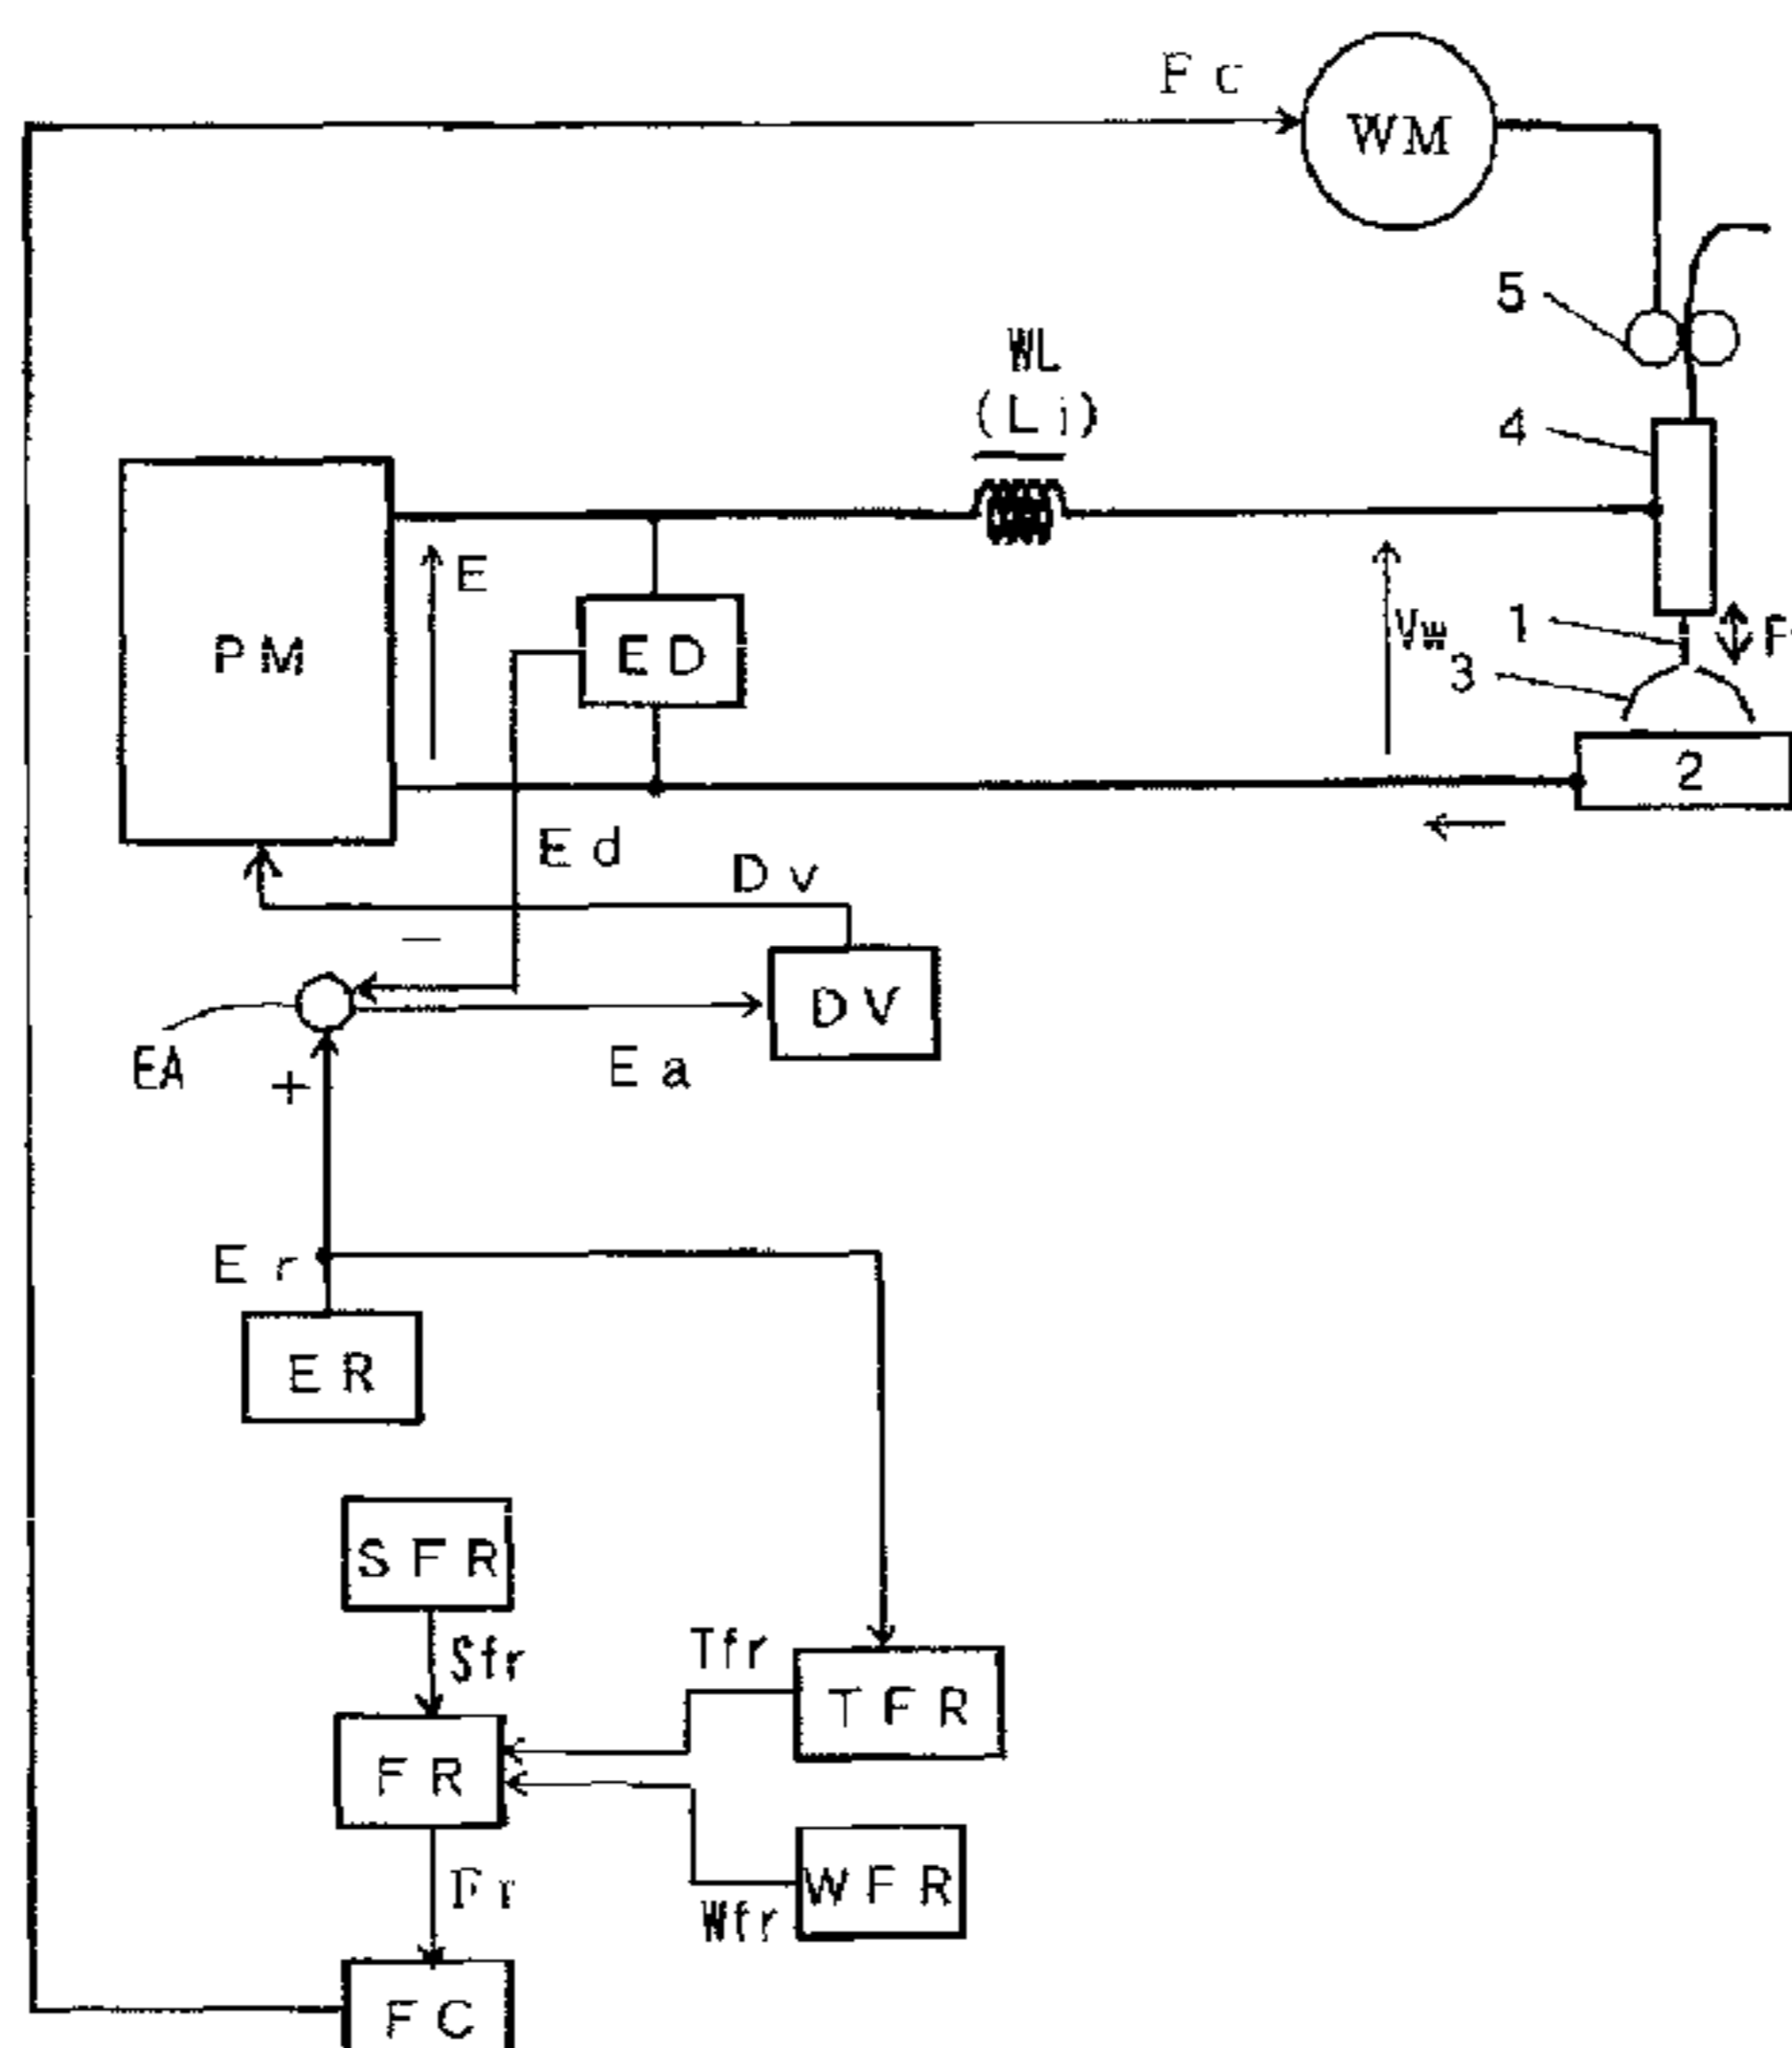 Fc
WM
5
WL
(Li)
4
E
PM
ED
Vw
1
3
2
Ed
Dv
−
DV
EA
+
Ea
Er
ER
SFR
Sfr
Tfr
TFR
FR
Fr
WFR
Wfr
FC